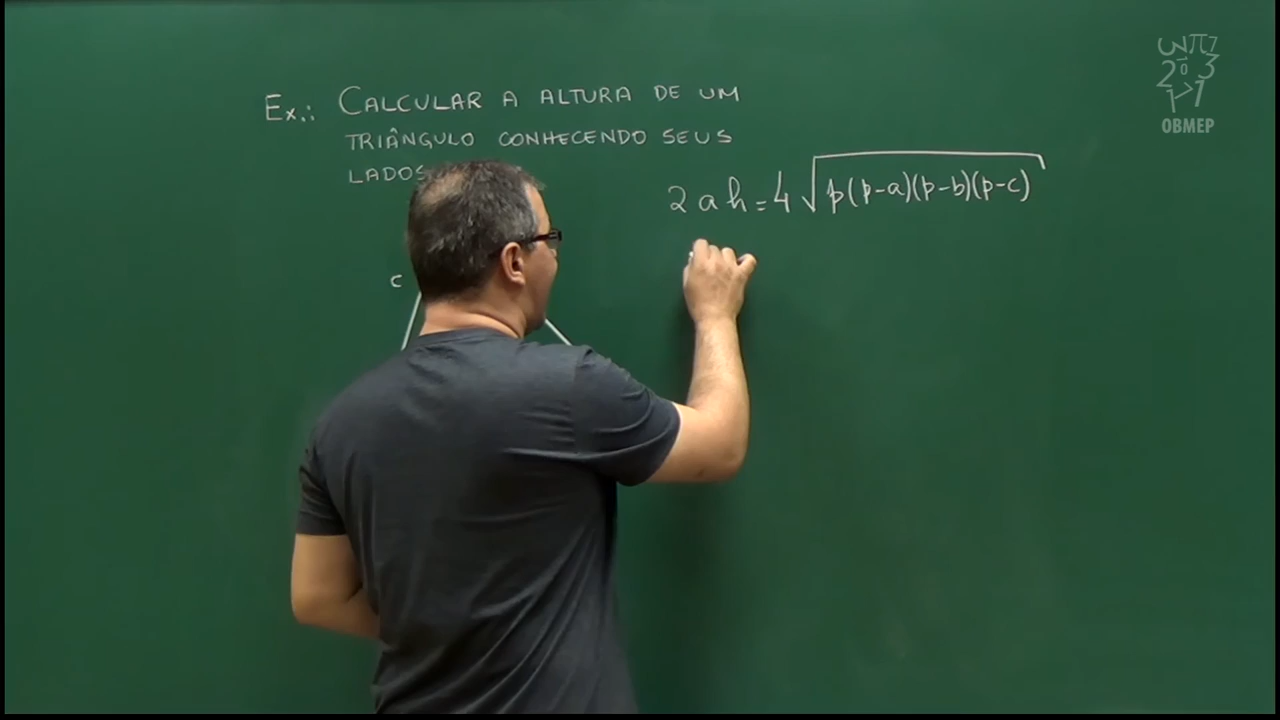 Ex.: CALCULAR A ALTURA DE UM
TRIÂNGULO CONHECENDO SEUS
LADOS
2ah=4√p(p-a)(p-b)(p-c)
c
OBMEP